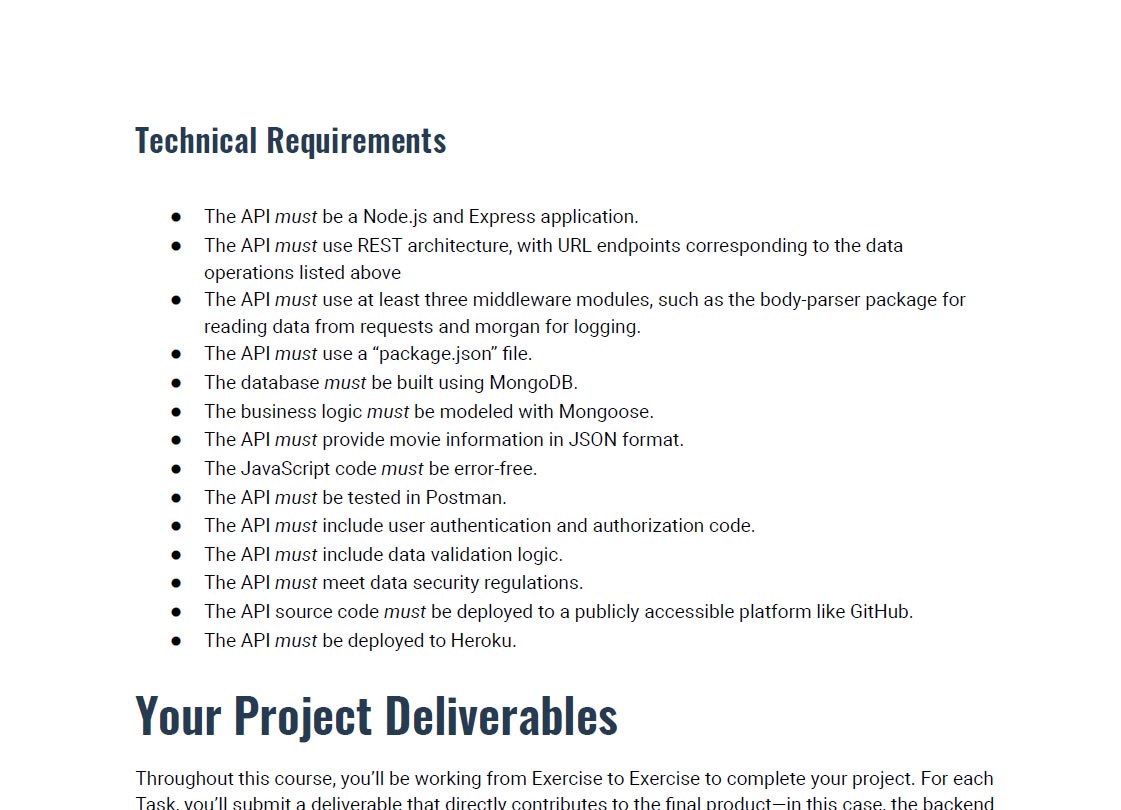 Technical Requirements
● The API must be a Node.js and Express application.
● The API must use REST architecture, with URL endpoints corresponding to the data
operations listed above
● The API must use at least three middleware modules, such as the body-parser package for
reading data from requests and morgan for logging.
● The API must use a “package.json” file.
● The database must be built using MongoDB.
● The business logic must be modeled with Mongoose.
● The API must provide movie information in JSON format.
● The JavaScript code must be error-free.
● The API must be tested in Postman.
● The API must include user authentication and authorization code.
● The API must include data validation logic.
● The API must meet data security regulations.
● The API source code must be deployed to a publicly accessible platform like GitHub.
● The API must be deployed to Heroku.
Your Project Deliverables
Throughout this course, you’ll be working from Exercise to Exercise to complete your project. For each
Task, you’ll submit a deliverable that directly contributes to the final product—in this case, the backend